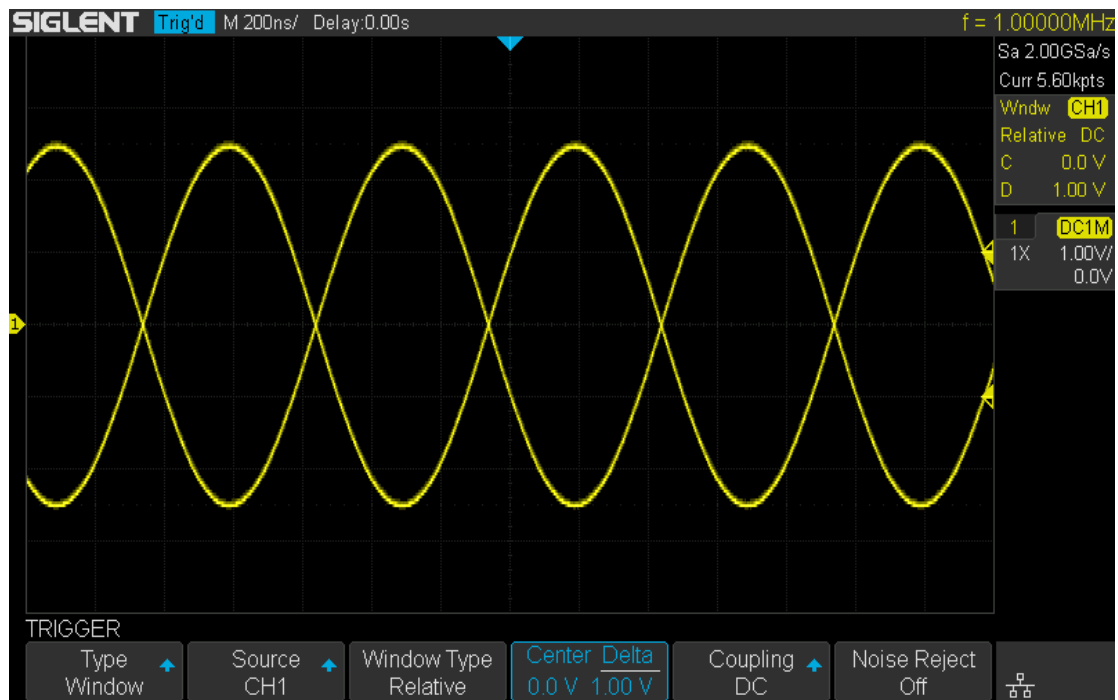 SIGLENT Trig'd M 200ns/ Delay:0.00s f = 1.00000MHz
Sa 2.00GSa/s
Curr 5.60kpts
Wndw CH1
Relative DC
C 0.0 V
D 1.00 V
1 DC1M
1X 1.00V/
0.0V
1
TRIGGER
Type Source Window Type Center Delta Coupling Noise Reject
Window CH1 Relative 0.0 V 1.00 V DC Off